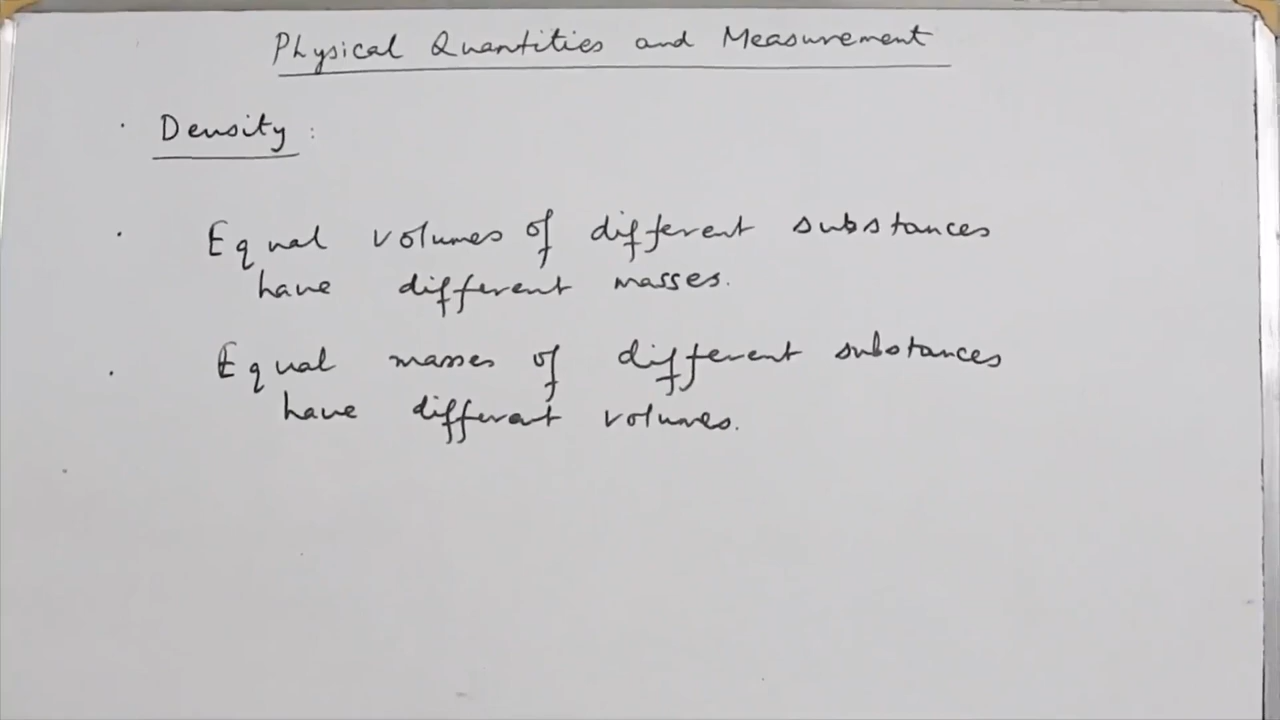 Physical Quantities and Measurement
· Density :
· Equal volumes of different substances
have different masses.
· Equal masses of different substances
have different volumes.